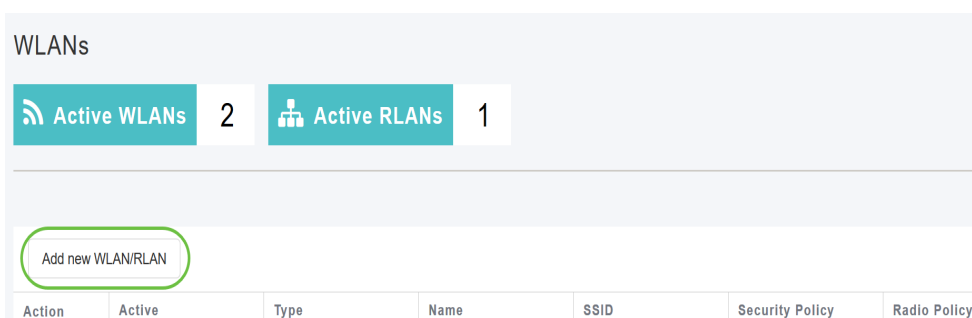 WLANs
Active WLANs 2 Active RLANs 1
Add new WLAN/RLAN
Action Active Type Name SSID Security Policy Radio Policy